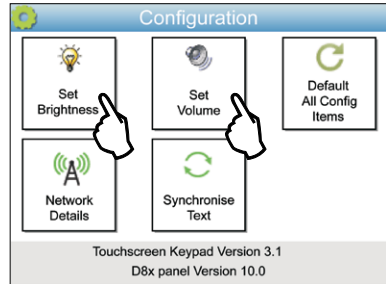 Configuration
Set
Brightness
Set
Volume
Default
All Config
Items
Network
Details
Synchronise
Text
Touchscreen Keypad Version 3.1
D8x panel Version 10.0